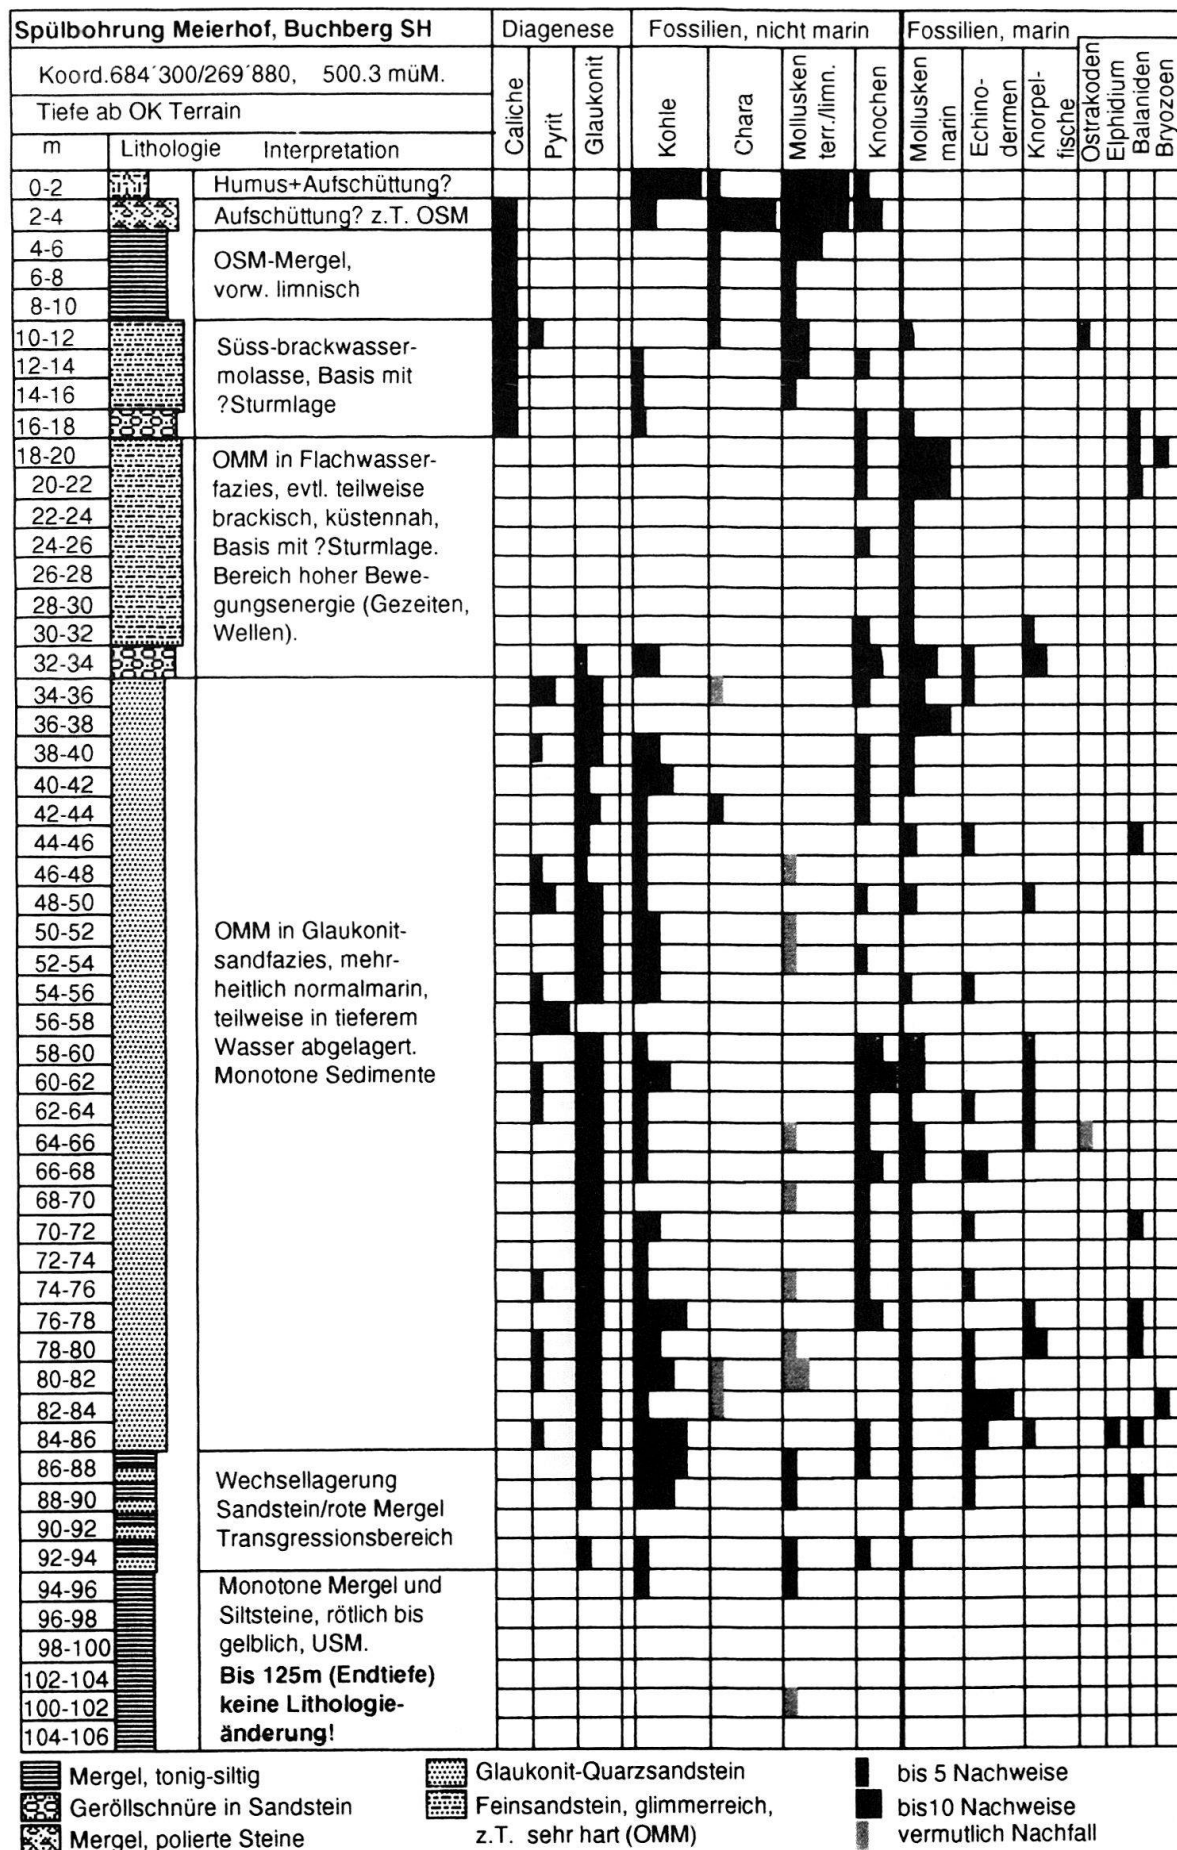 Spülbohrung Meierhof, Buchberg SH
Diagenese
Fossilien, nicht marin
Fossilien, marin
Koord.684´300/269´880, 500.3 müM.
Tiefe ab OK Terrain
m
Lithologie
Interpretation
Caliche
Pyrit
Glaukonit
Kohle
Chara
Mollusken
terr./limn.
Knochen
Mollusken
marin
Echino-
dermen
Knorpel-
fische
Ostrakoden
Elphidium
Balaniden
Bryozoen
0-2
Humus+Aufschüttung?
2-4
Aufschüttung? z.T. OSM
4-6
6-8
8-10
OSM-Mergel,
vorw. limnisch
10-12
12-14
14-16
16-18
Süss-brackwasser-
molasse, Basis mit
?Sturmlage
18-20
20-22
22-24
24-26
26-28
28-30
30-32
32-34
OMM in Flachwasser-
fazies, evtl. teilweise
brackisch, küstennah,
Basis mit ?Sturmlage.
Bereich hoher Bewe-
gungsenergie (Gezeiten,
Wellen).
34-36
36-38
38-40
40-42
42-44
44-46
46-48
48-50
50-52
52-54
54-56
56-58
58-60
60-62
62-64
64-66
66-68
68-70
70-72
72-74
74-76
76-78
78-80
80-82
82-84
84-86
OMM in Glaukonit-
sandfazies, mehr-
heitlich normalmarin,
teilweise in tieferem
Wasser abgelagert.
Monotone Sedimente
86-88
88-90
90-92
92-94
Wechsellagerung
Sandstein/rote Mergel
Transgressionsbereich
94-96
96-98
98-100
102-104
100-102
104-106
Monotone Mergel und
Siltsteine, rötlich bis
gelblich, USM.
Bis 125m (Endtiefe)
keine Lithologie-
änderung!
Mergel, tonig-siltig
Geröllschnüre in Sandstein
Mergel, polierte Steine
Glaukonit-Quarzsandstein
Feinsandstein, glimmerreich,
z.T. sehr hart (OMM)
bis 5 Nachweise
bis10 Nachweise
vermutlich Nachfall